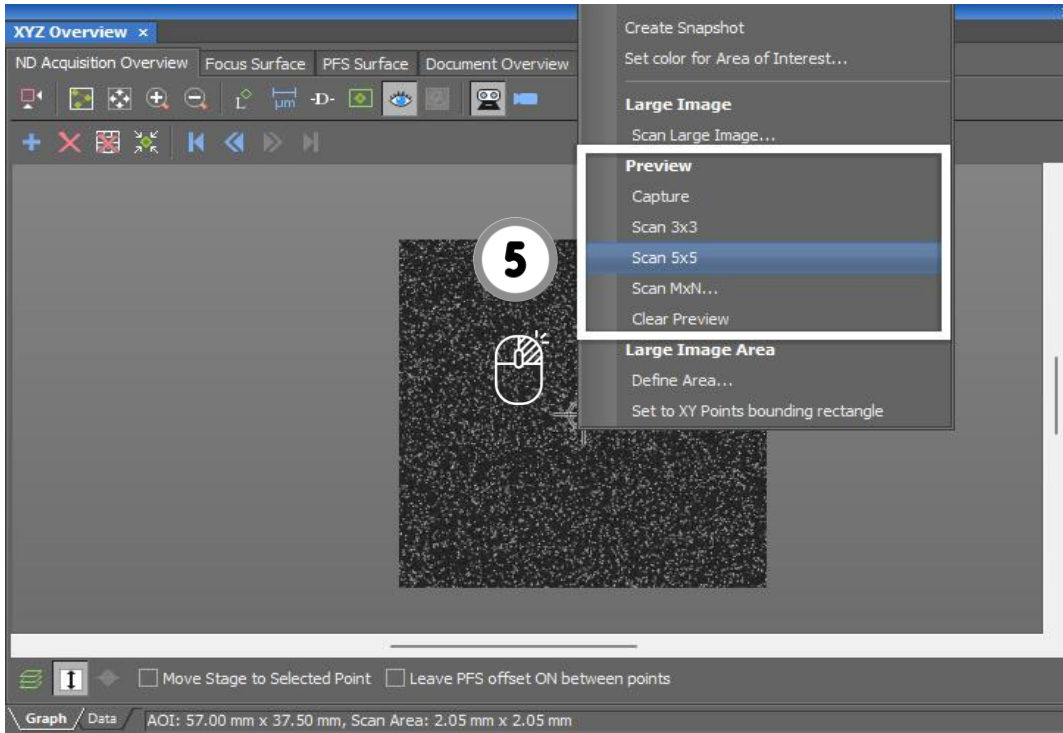 XYZ Overview ×
ND Acquisition Overview Focus Surface PFS Surface Document Overview
L µm -D-
Create Snapshot
Set color for Area of Interest...
Large Image
Scan Large Image...
Preview
Capture
Scan 3x3
Scan 5x5
Scan MxN...
Clear Preview
Large Image Area
Define Area...
Set to XY Points bounding rectangle
5
Move Stage to Selected Point Leave PFS offset ON between points
Graph Data AOI: 57.00 mm x 37.50 mm, Scan Area: 2.05 mm x 2.05 mm